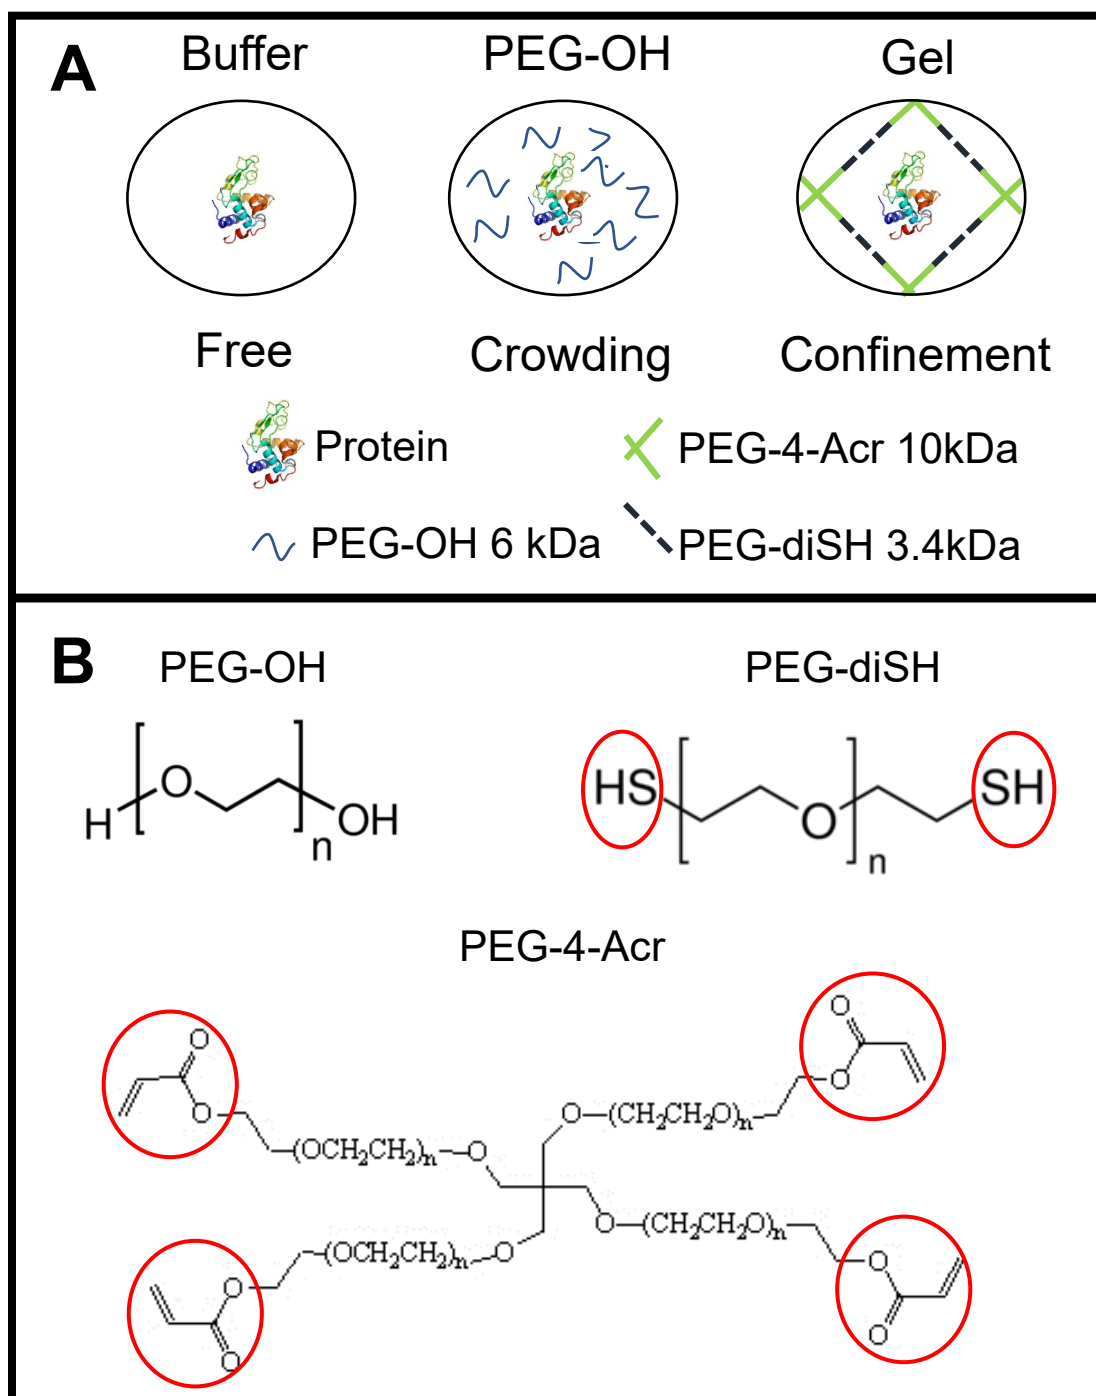 A
Buffer PEG-OH Gel
Free Crowding Confinement
Protein PEG-4-Acr 10kDa
PEG-OH 6 kDa PEG-diSH 3.4kDa
B
PEG-OH PEG-diSH
H O OH n
HS O SH n
PEG-4-Acr
O O
O O
O (CH₂CH₂O)n
(OCH₂CH₂)n O
O (CH₂CH₂O)n
(OCH₂CH₂)n O
O O
O O